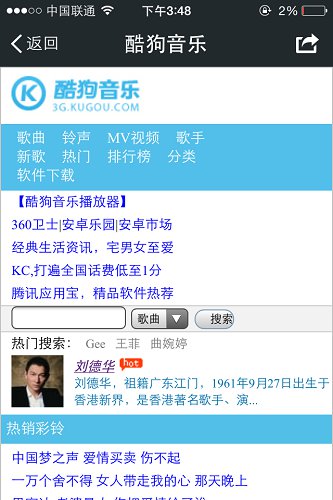 中国联通 下午3:48 2%
返回 酷狗音乐
K 酷狗音乐
3G.KUGOU.COM
歌曲 铃声 MV视频 歌手
新歌 热门 排行榜 分类
软件下载
【酷狗音乐播放器】
360卫士|安卓乐园|安卓市场
经典生活资讯，宅男女至爱
KC,打遍全国话费低至1分
腾讯应用宝，精品软件热荐
歌曲 搜索
热门搜索： Gee 王菲 曲婉婷
刘德华 hot
刘德华，祖籍广东江门，1961年9月27日出生于
香港新界，是香港著名歌手、演...
热销彩铃
中国梦之声 爱情买卖 伤不起
一万个舍不得 女人带走我的心 那天晚上